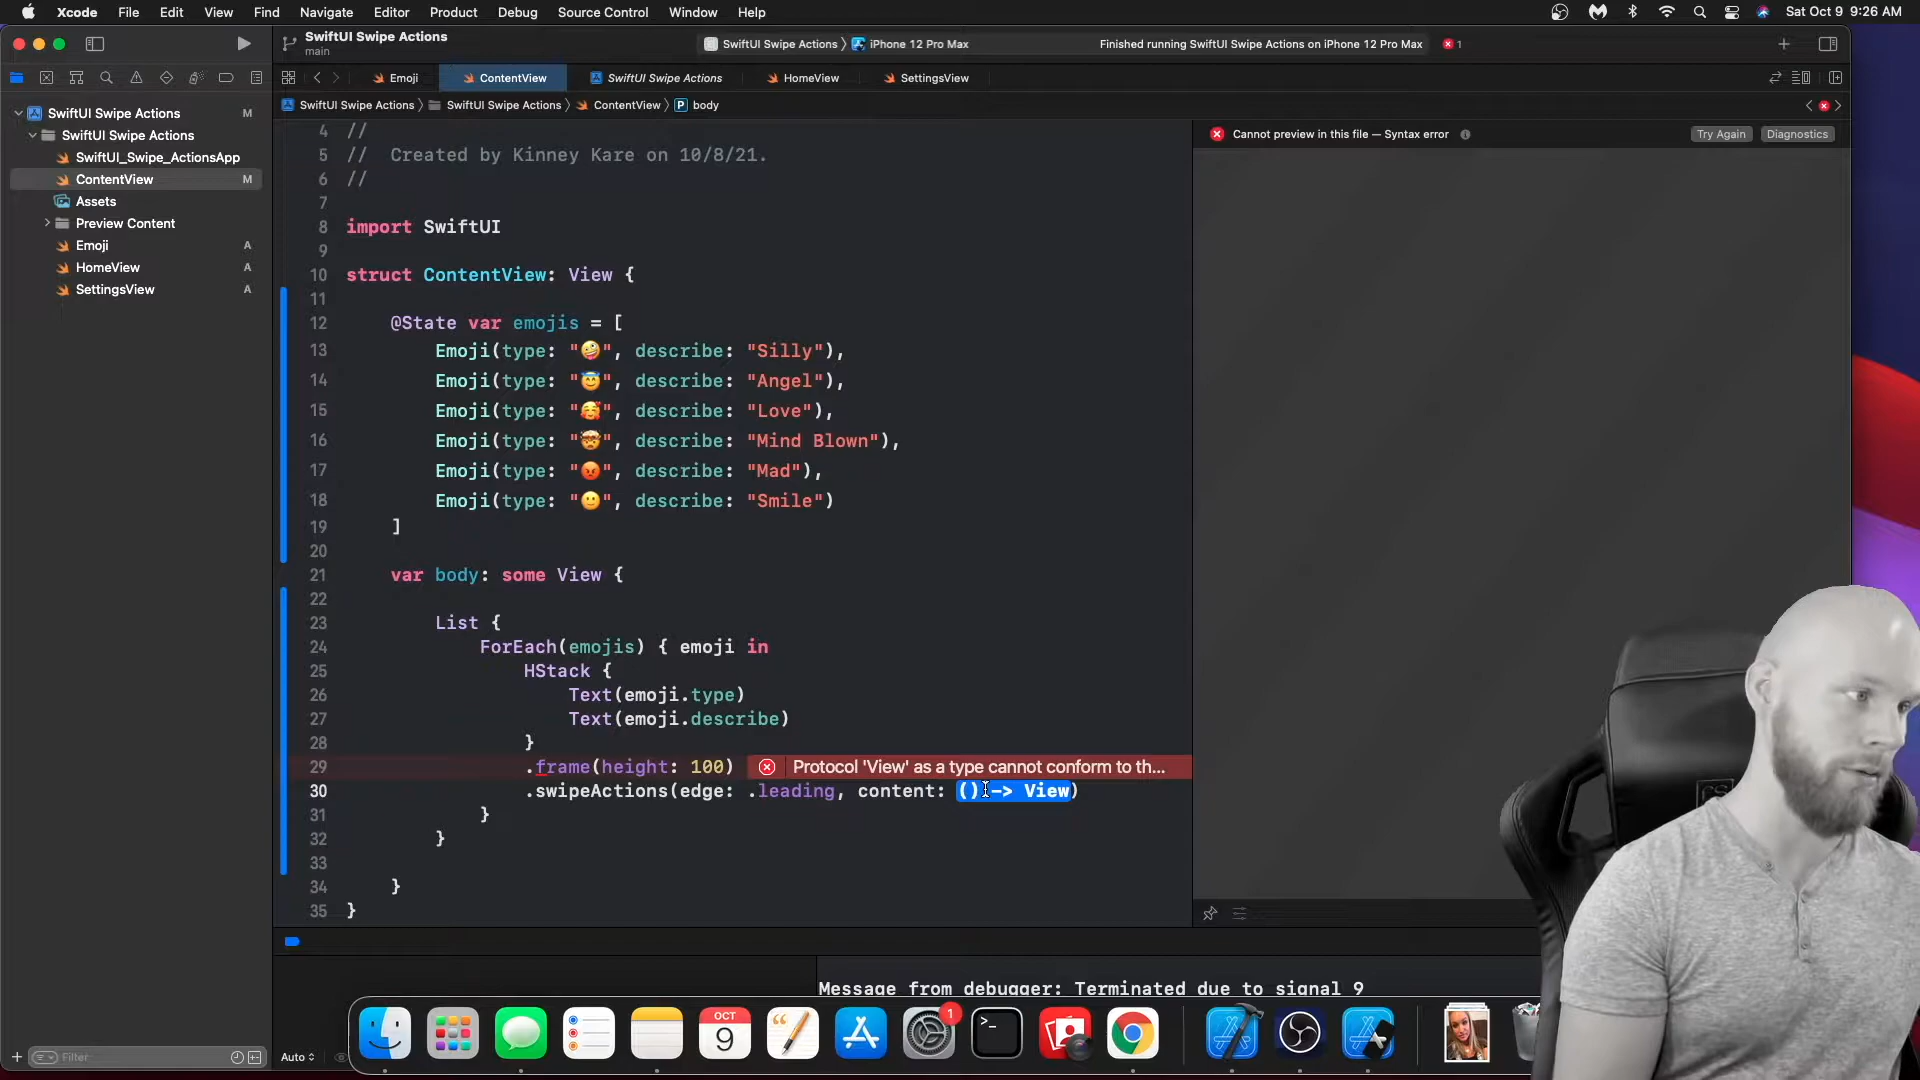 Xcode File Edit View Find Navigate Editor Product Debug Source Control Window Help Sat Oct 9 9:26 AM
SwiftUI Swipe Actions
main
SwiftUI Swipe Actions iPhone 12 Pro Max
Finished running SwiftUI Swipe Actions on iPhone 12 Pro Max 1
Emoji ContentView SwiftUI Swipe Actions HomeView SettingsView
SwiftUI Swipe Actions SwiftUI Swipe Actions ContentView P body
SwiftUI Swipe Actions M
SwiftUI Swipe Actions
SwiftUI_Swipe_ActionsApp
ContentView M
Assets
Preview Content
Emoji A
HomeView A
SettingsView A
4 //
5 // Created by Kinney Kare on 10/8/21.
6 //
7
8 import SwiftUI
9
10 struct ContentView: View {
11
12 @State var emojis = [
13 Emoji(type: "🤪", describe: "Silly"),
14 Emoji(type: "😇", describe: "Angel"),
15 Emoji(type: "🥰", describe: "Love"),
16 Emoji(type: "🤯", describe: "Mind Blown"),
17 Emoji(type: "😡", describe: "Mad"),
18 Emoji(type: "🙂", describe: "Smile")
19 ]
20
21 var body: some View {
22
23 List {
24 ForEach(emojis) { emoji in
25 HStack {
26 Text(emoji.type)
27 Text(emoji.describe)
28 }
29 .frame(height: 100) Protocol 'View' as a type cannot conform to th...
30 .swipeActions(edge: .leading, content: () -> View)
31 }
32 }
33
34 }
35 }
Cannot preview in this file — Syntax error Try Again Diagnostics
Message from debugger: Terminated due to signal 9
Filter
Auto
OCT
9
1
>_